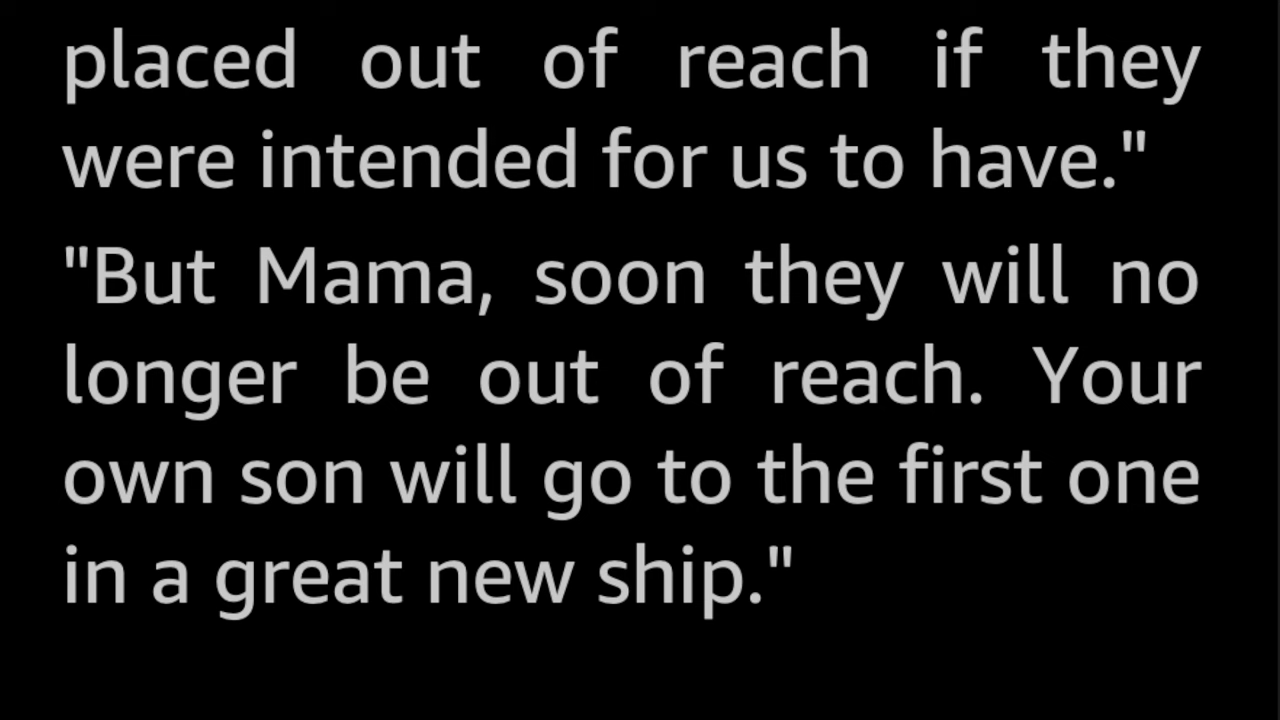 placed out of reach if they
were intended for us to have."
"But Mama, soon they will no
longer be out of reach. Your
own son will go to the first one
in a great new ship."